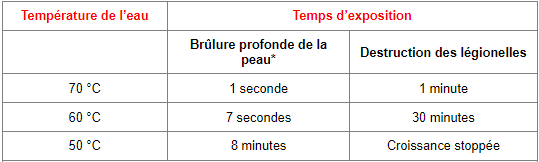 Température de l'eau Temps d'exposition
Brûlure profonde de la Destruction des légionelles
peau*
70 °C 1 seconde 1 minute
60 °C 7 secondes 30 minutes
50 °C 8 minutes Croissance stoppée